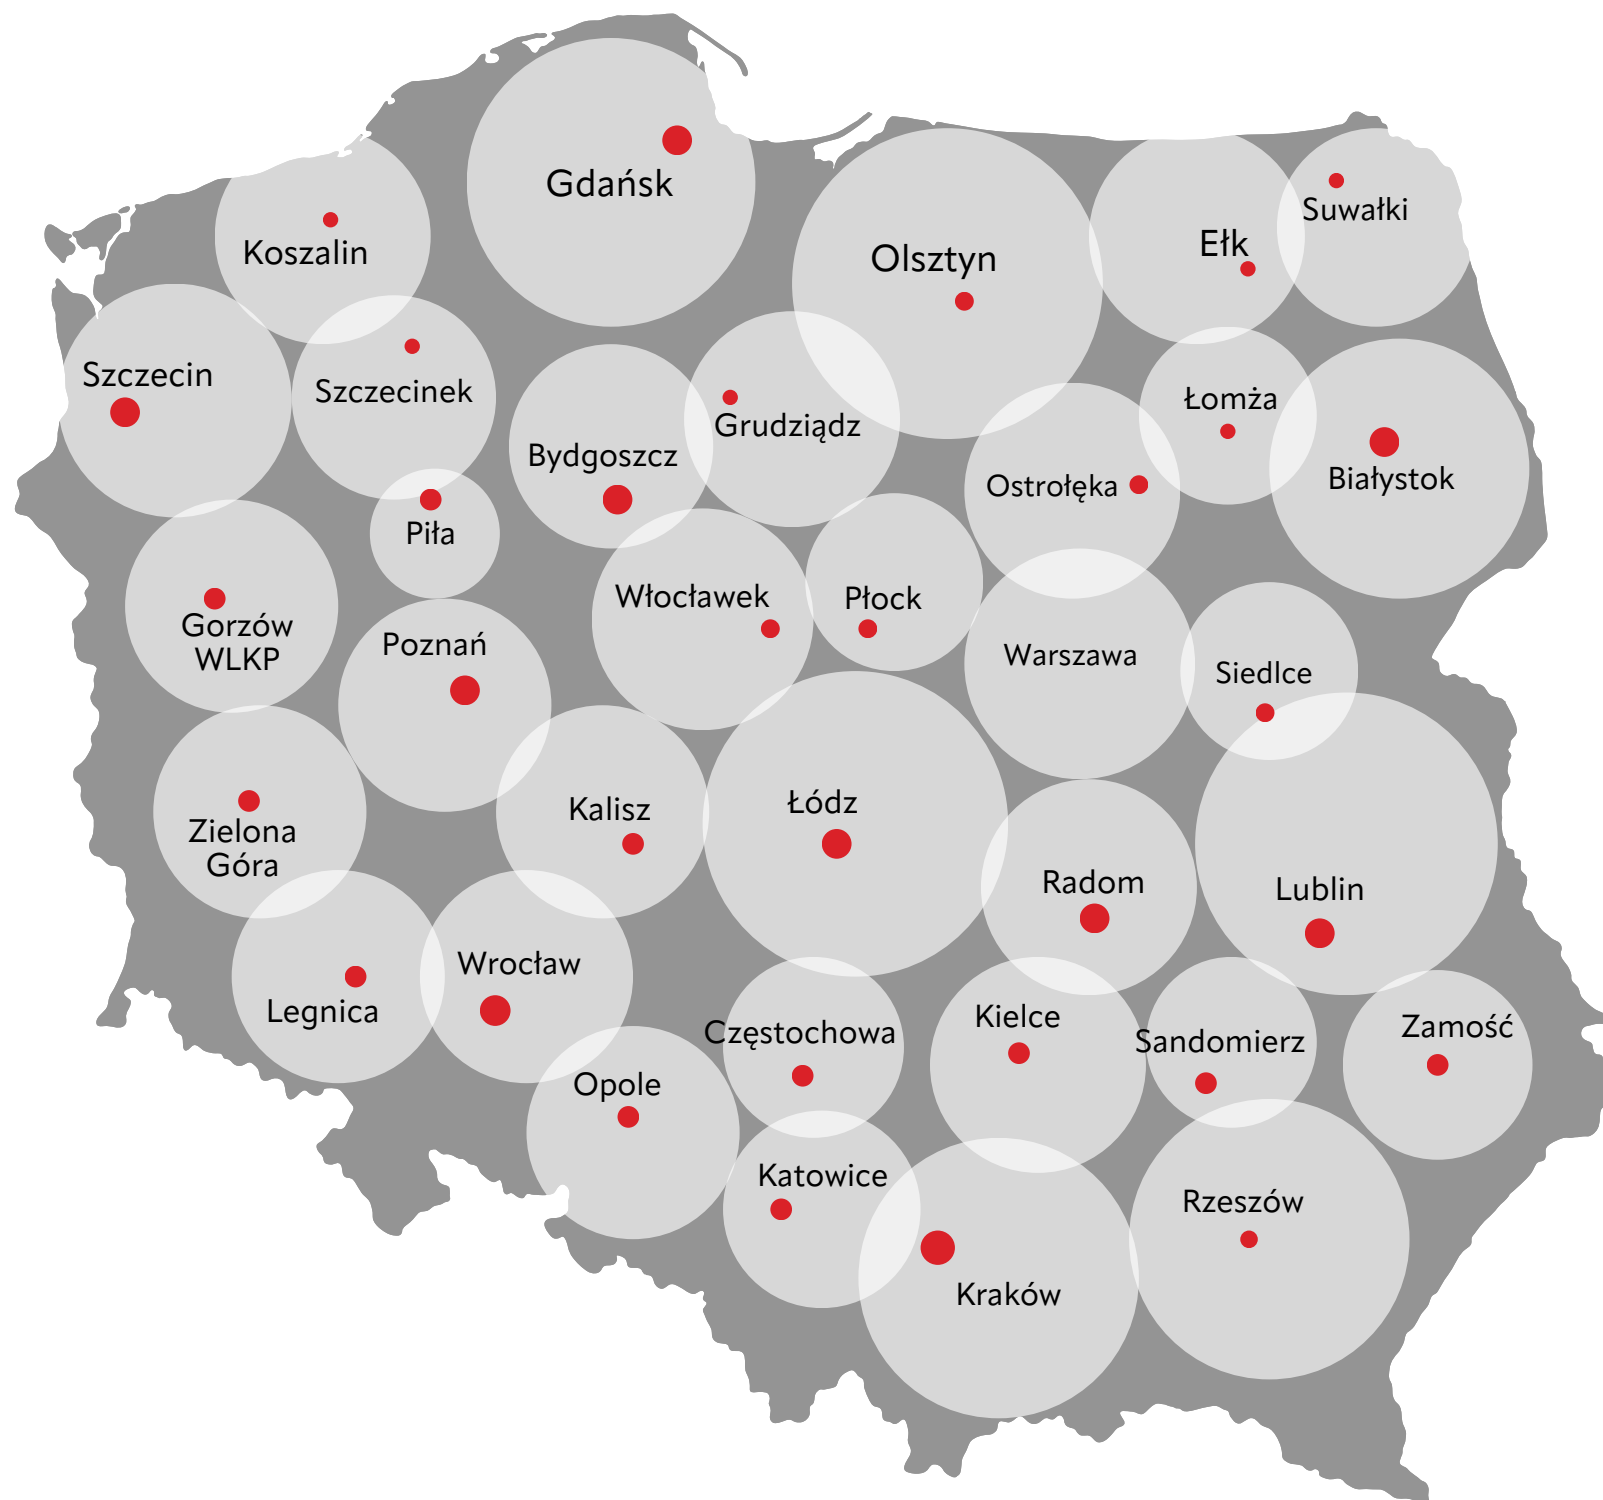 Gdańsk
Suwałki
Ełk
Koszalin
Olsztyn
Szczecin
Szczecinek
Łomża
Grudziądz
Bydgoszcz
Białystok
Ostrołęka
Piła
Włocławek
Płock
Gorzów
WLKP
Poznań
Warszawa
Siedlce
Łódz
Kalisz
Zielona
Góra
Radom
Lublin
Wrocław
Legnica
Kielce
Zamość
Częstochowa
Sandomierz
Opole
Katowice
Rzeszów
Kraków